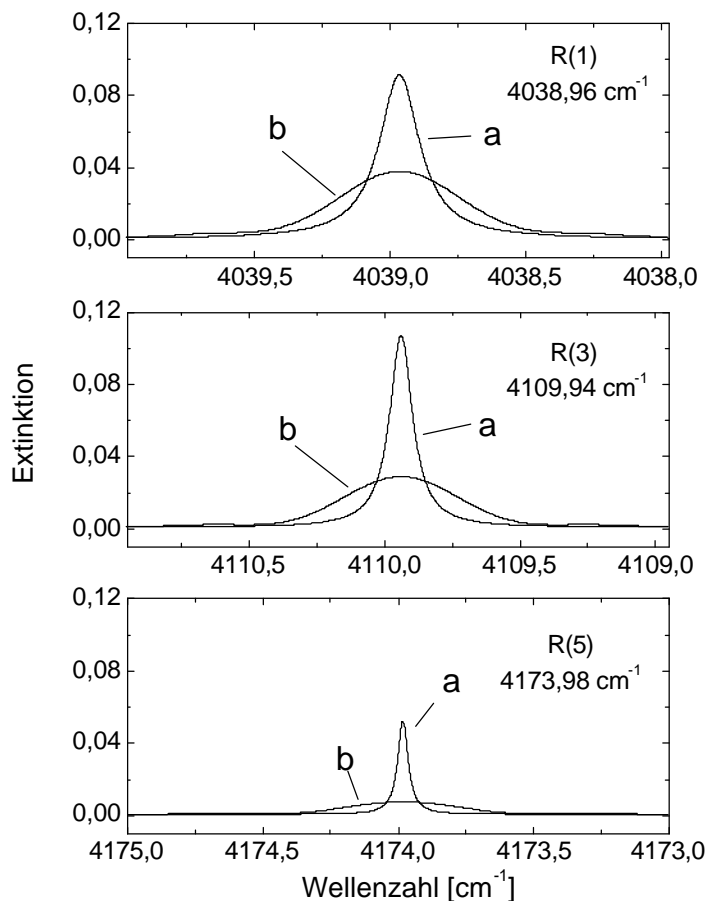 0,12
R(1)
4038,96 cm⁻¹
0,08
b
a
0,04
0,00
4039,5 4039,0 4038,5 4038,0
0,12
R(3)
4109,94 cm⁻¹
0,08
b
a
0,04
0,00
4110,5 4110,0 4109,5 4109,0
Extinktion
0,12
R(5)
4173,98 cm⁻¹
0,08
a
b
0,04
0,00
4175,0 4174,5 4174,0 4173,5 4173,0
Wellenzahl [cm⁻¹]